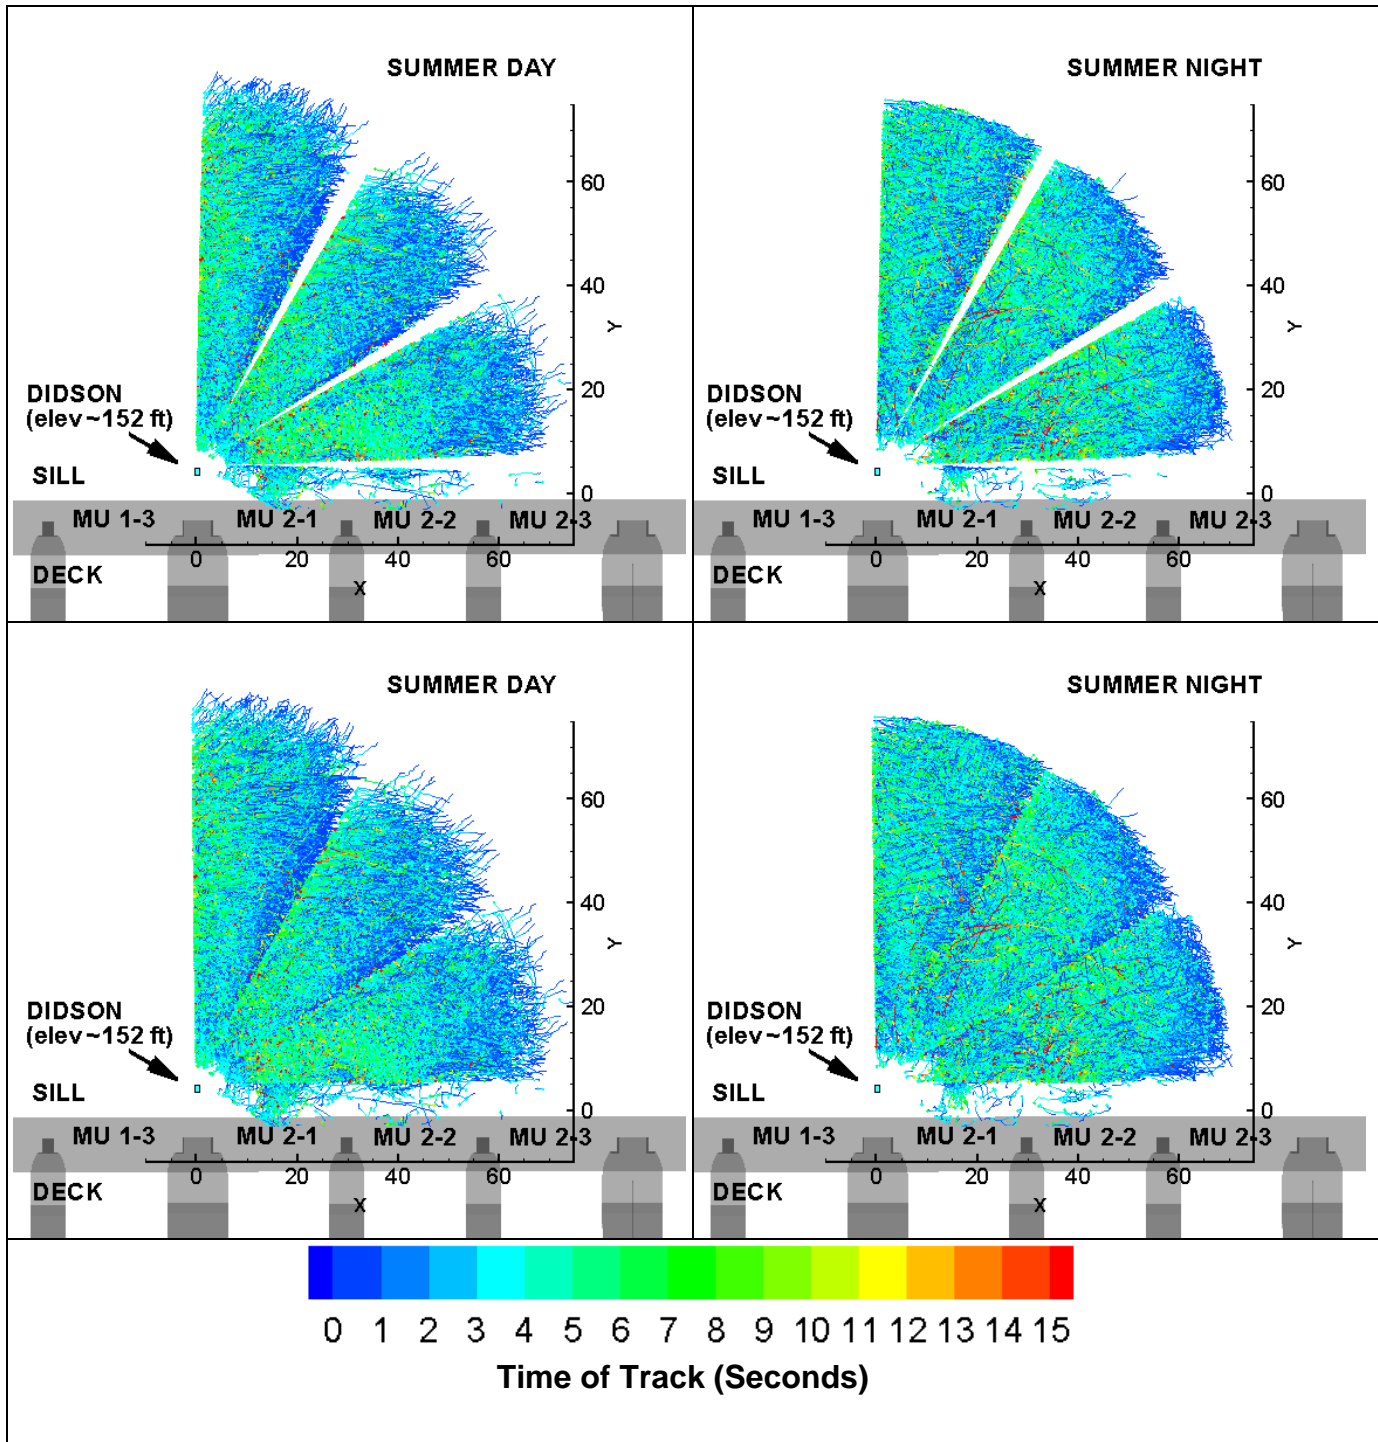 SUMMER DAY
60
40
Y
20
DIDSON
(elev ~152 ft)
SILL
0
MU 1-3 MU 2-1 MU 2-2 MU 2-3
0 20 40 60
DECK
X
SUMMER NIGHT
60
40
Y
20
DIDSON
(elev ~152 ft)
SILL
0
MU 1-3 MU 2-1 MU 2-2 MU 2-3
0 20 40 60
DECK
X
SUMMER DAY
60
40
Y
20
DIDSON
(elev ~152 ft)
SILL
0
MU 1-3 MU 2-1 MU 2-2 MU 2-3
0 20 40 60
DECK
X
SUMMER NIGHT
60
40
Y
20
DIDSON
(elev ~152 ft)
SILL
0
MU 1-3 MU 2-1 MU 2-2 MU 2-3
0 20 40 60
DECK
X
0 1 2 3 4 5 6 7 8 9 10 11 12 13 14 15
Time of Track (Seconds)